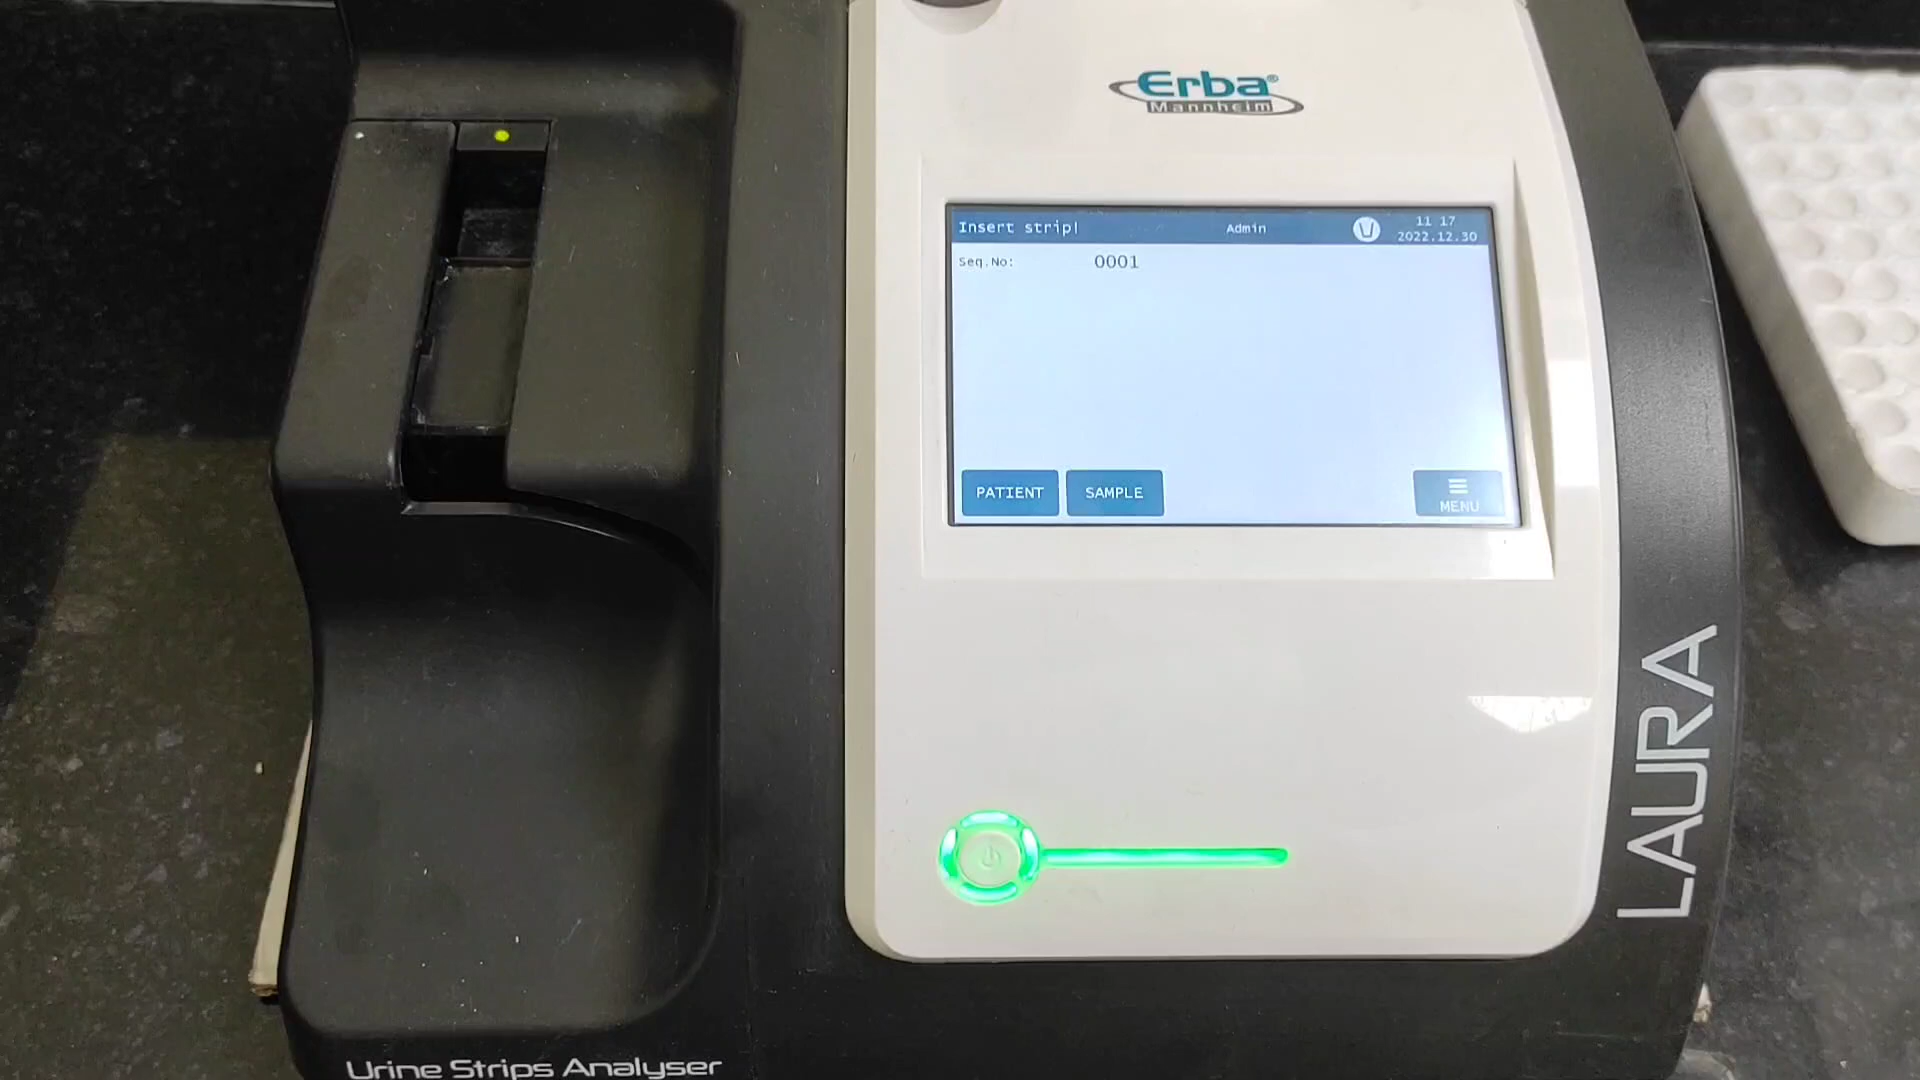 Erba®
Mannheim
Insert strip! Admin 11 17
2022.12.30
Seq.No: 0001
PATIENT SAMPLE MENU
LAURA
Urine Strips Analyser